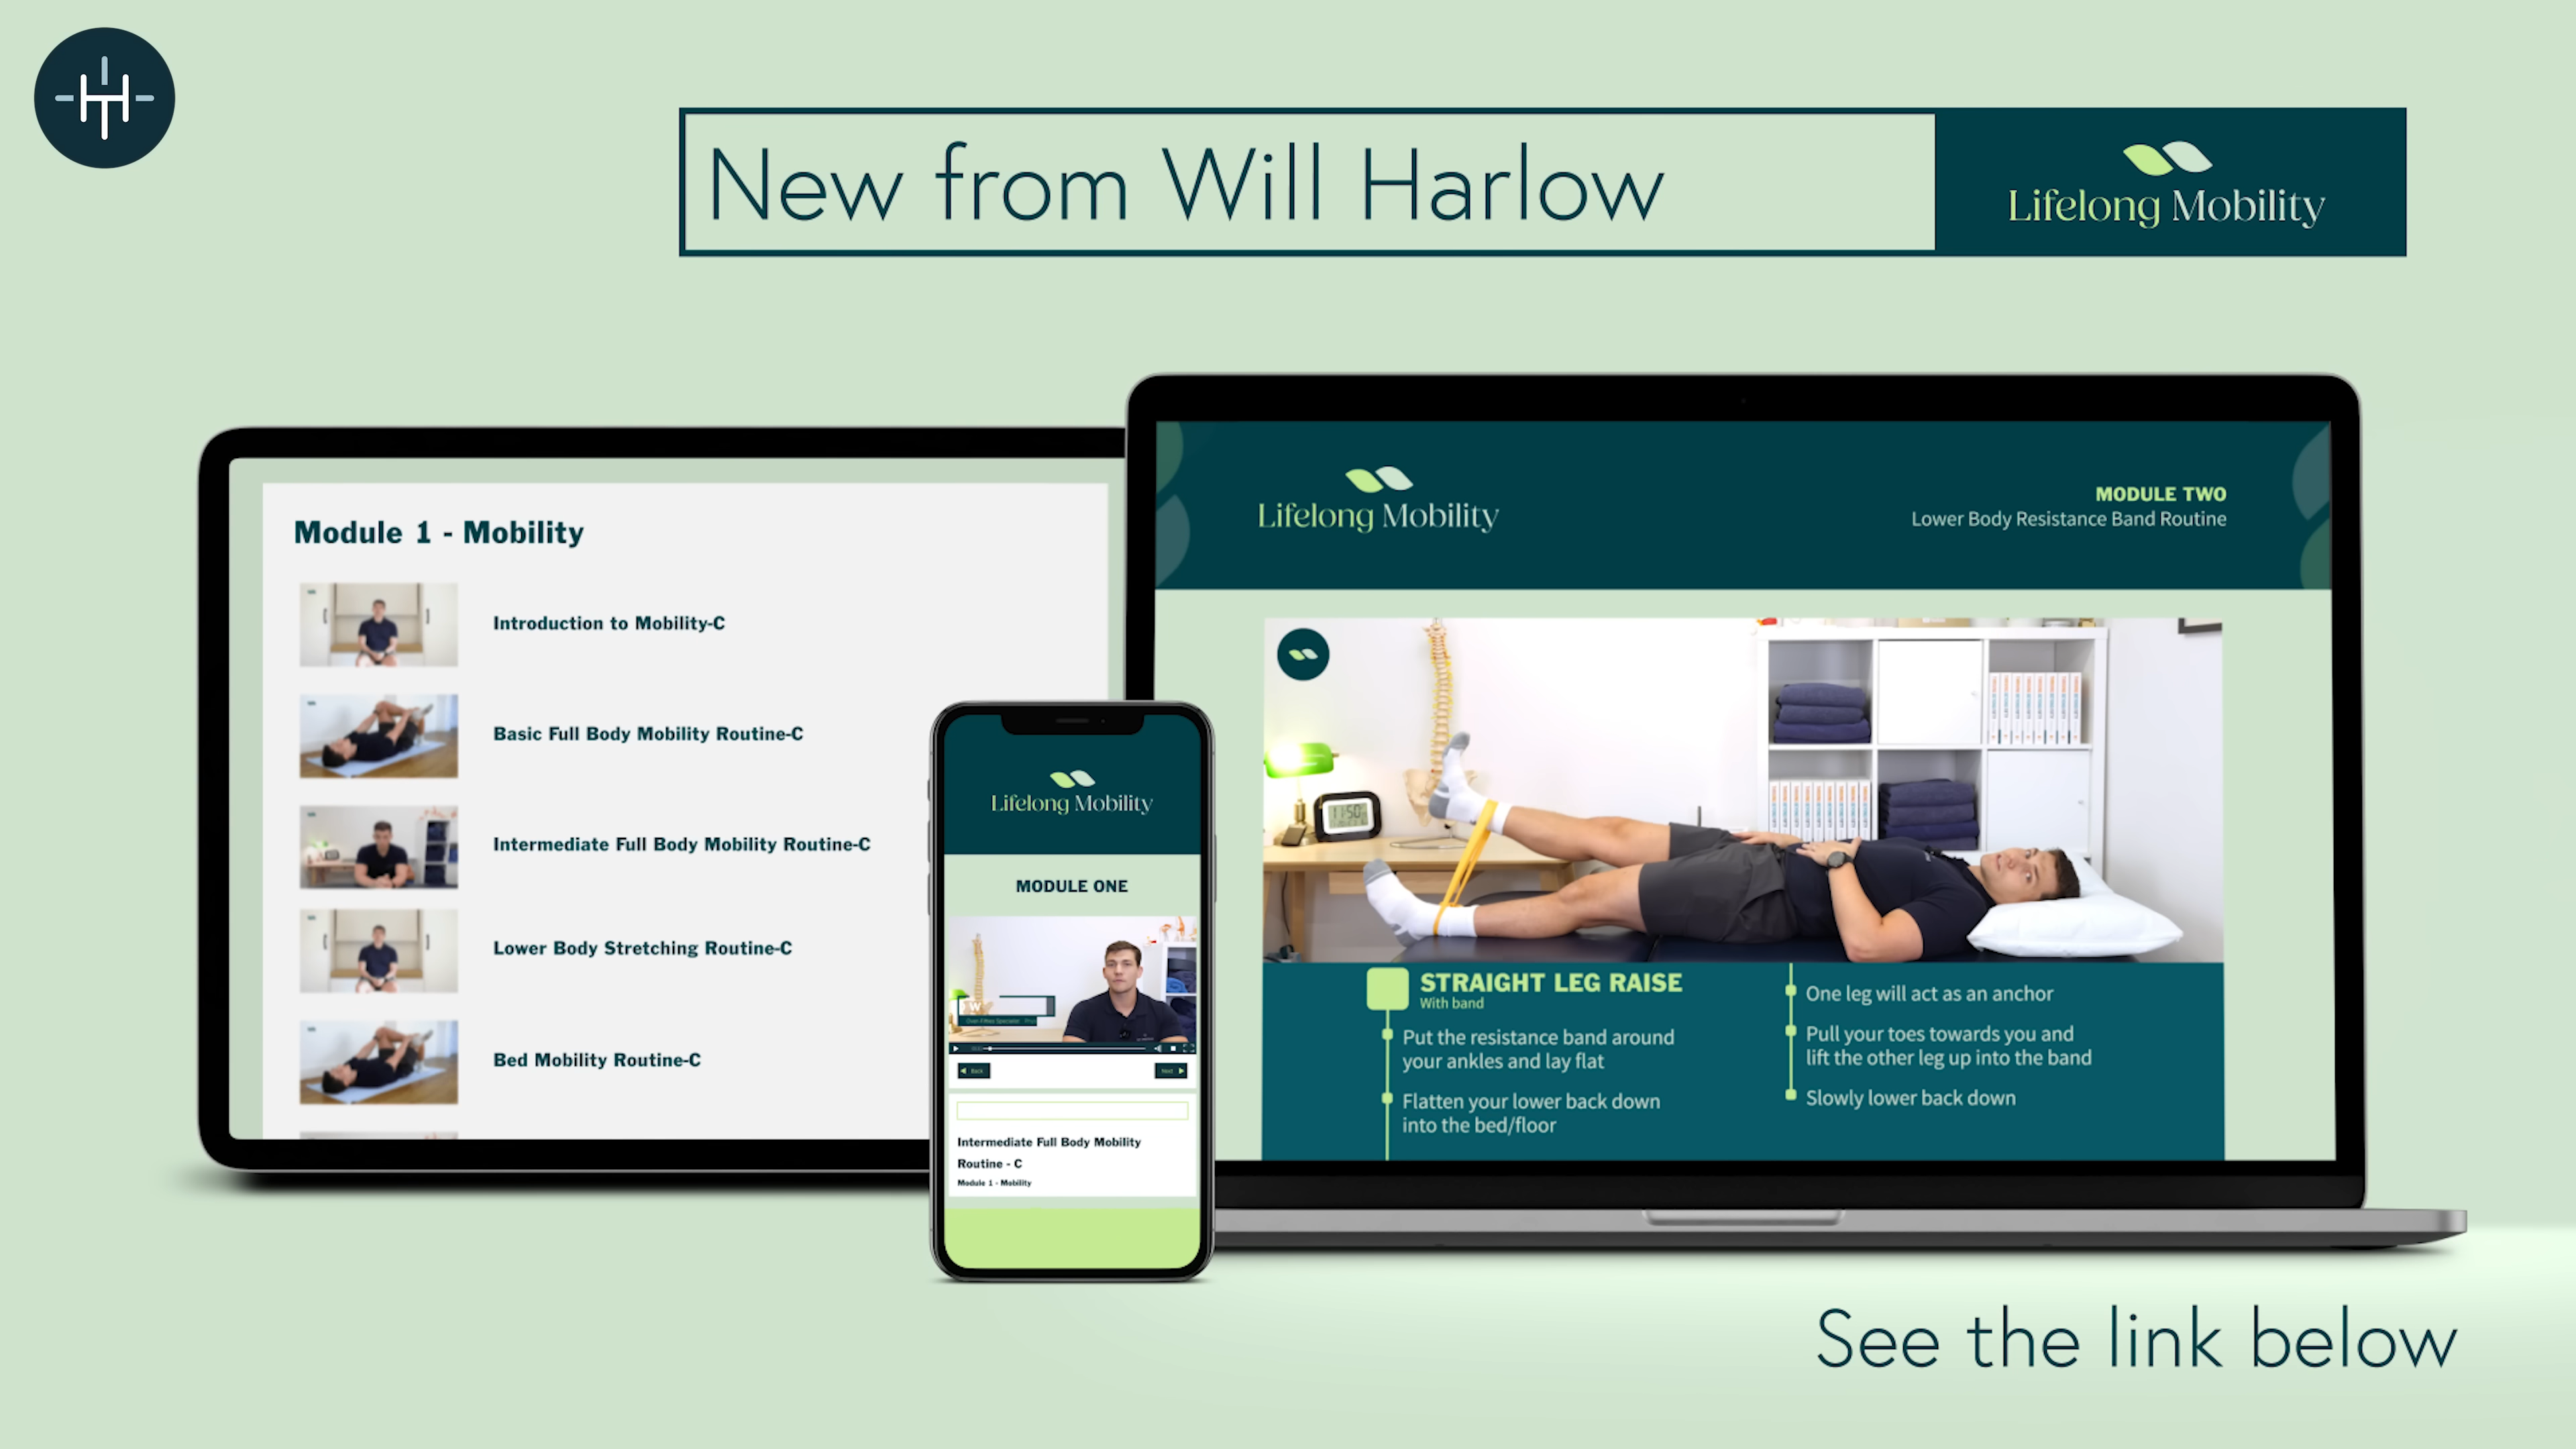 New from Will Harlow
Lifelong Mobility
Module 1 - Mobility
Introduction to Mobility-C
Basic Full Body Mobility Routine-C
Intermediate Full Body Mobility Routine-C
Lower Body Stretching Routine-C
Bed Mobility Routine-C
Lifelong Mobility
MODULE ONE
Back
Next
Intermediate Full Body Mobility
Routine - C
Module 1 - Mobility
Lifelong Mobility
MODULE TWO
Lower Body Resistance Band Routine
11:50
STRAIGHT LEG RAISE
With band
Put the resistance band around
your ankles and lay flat
Flatten your lower back down
into the bed/floor
One leg will act as an anchor
Pull your toes towards you and
lift the other leg up into the band
Slowly lower back down
See the link below